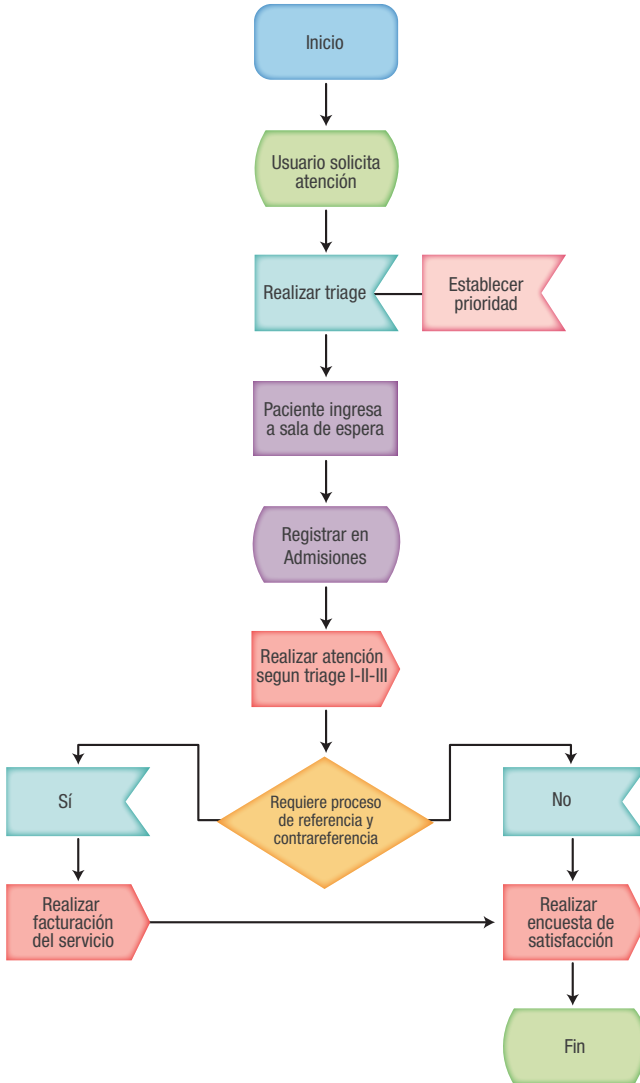 Inicio
Usuario solicita
atención
Realizar triage
Establecer
prioridad
Paciente ingresa
a sala de espera
Registrar en
Admisiones
Realizar atención
segun triage I-II-III
Requiere proceso
de referencia y
contrareferencia
Sí
No
Realizar
facturación
del servicio
Realizar
encuesta de
satisfacción
Fin